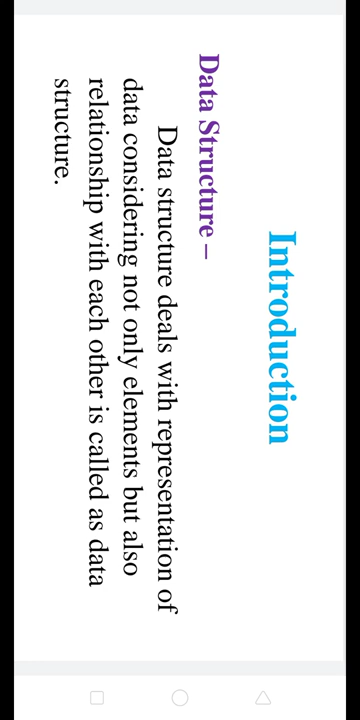 Introduction
Data Structure –
Data structure deals with representation of
data considering not only elements but also
relationship with each other is called as data
structure.